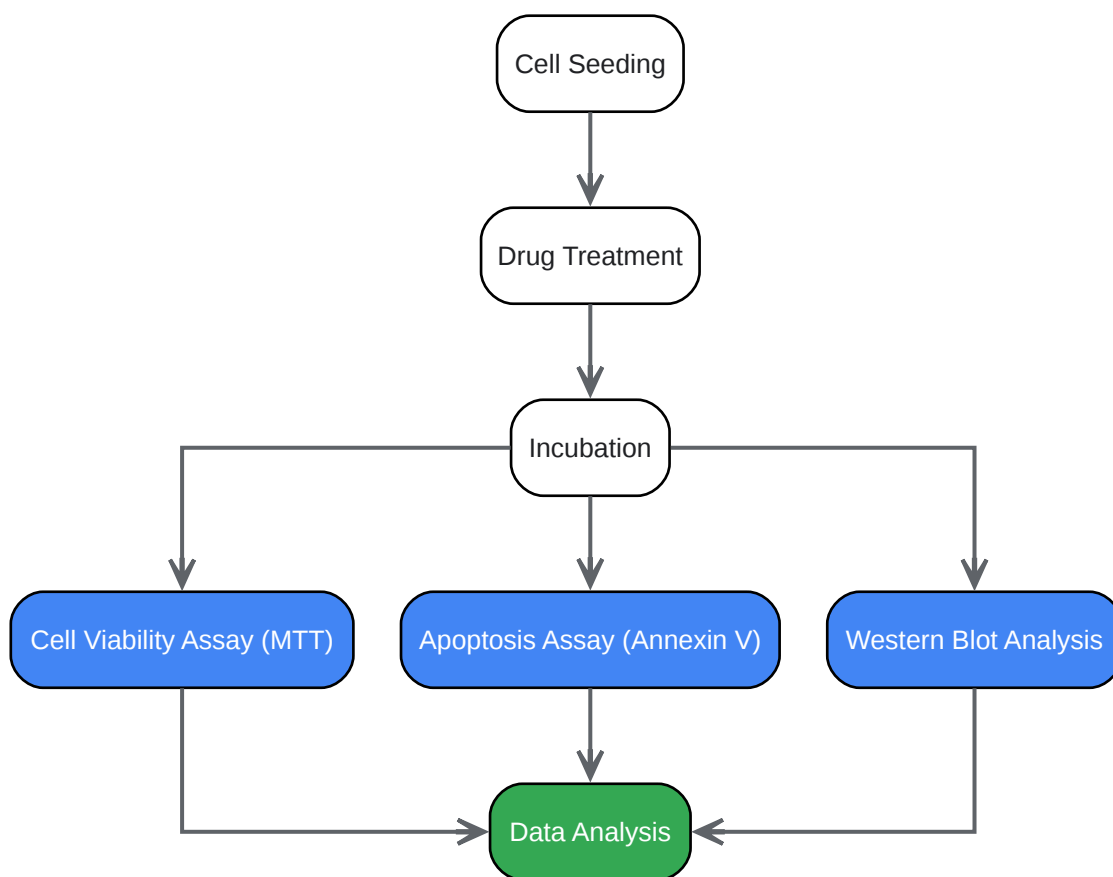 Cell Seeding
Drug Treatment
Incubation
Cell Viability Assay (MTT)
Apoptosis Assay (Annexin V)
Western Blot Analysis
Data Analysis